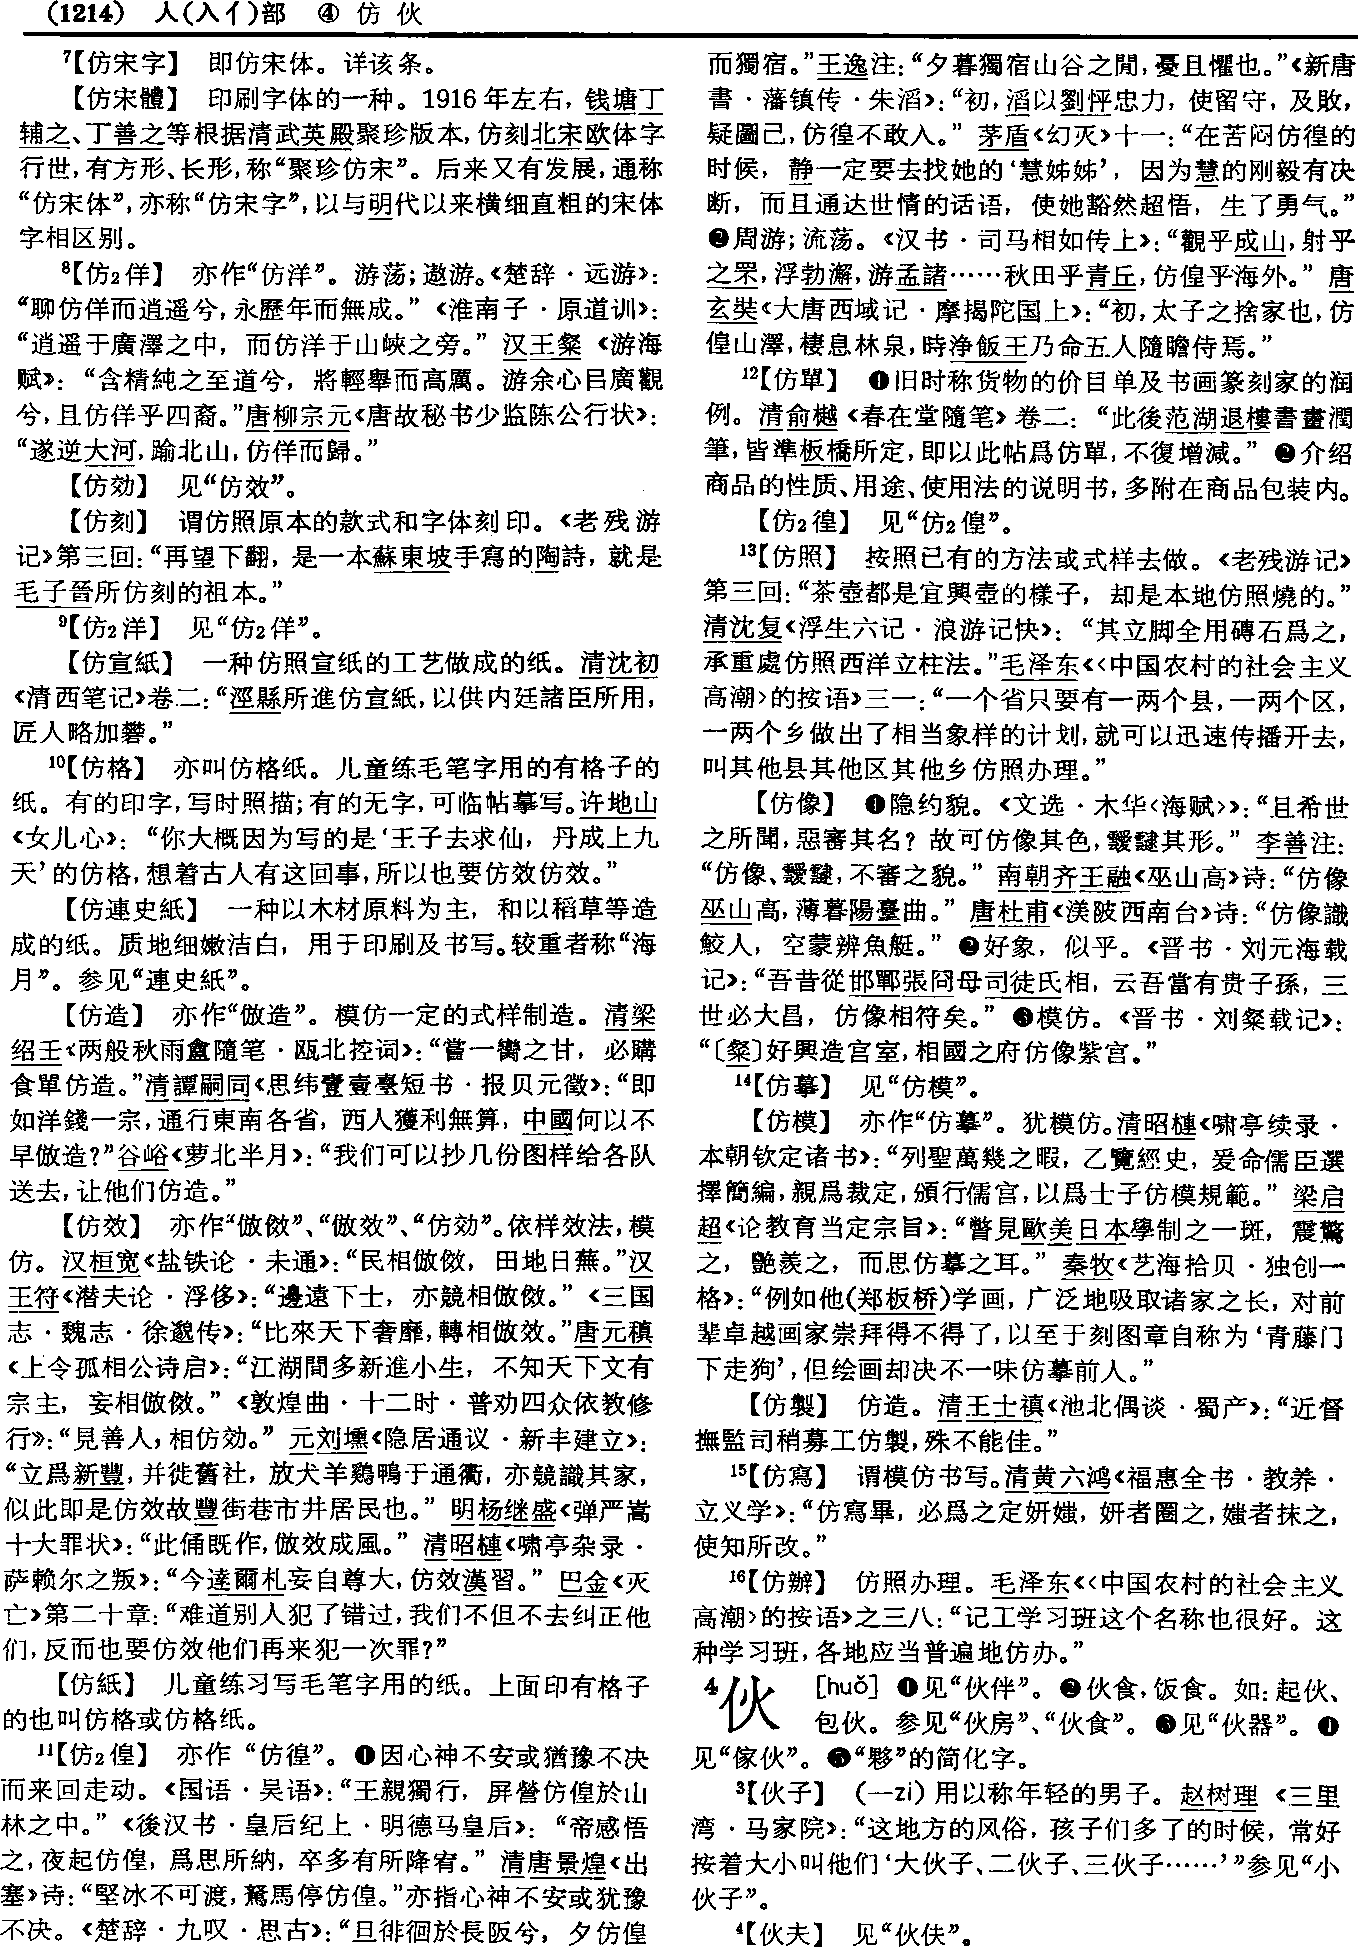 (1214) 人(入亻)部 ④ 仿 伙
⁷【仿宋字】 即仿宋体。详该条。
【仿宋體】 印刷字体的一种。1916年左右，钱塘丁
辅之、丁善之等根据清武英殿聚珍版本，仿刻北宋欧体字
行世，有方形、长形，称“聚珍仿宋”。后来又有发展，通称
“仿宋体”，亦称“仿宋字”，以与明代以来横细直粗的宋体
字相区别。
⁸【仿₂佯】 亦作“仿洋”。游荡；遨游。《楚辞·远游》：
“聊仿佯而逍遥兮，永歷年而無成。”《淮南子·原道训》：
“逍遥于廣澤之中，而仿洋于山峽之旁。”汉王粲《游海
赋》：“含精純之至道兮，將輕舉而高厲。游余心㠯廣觀
兮，且仿佯乎四裔。”唐柳宗元《唐故秘书少监陈公行状》：
“遂逆大河，踰北山，仿佯而歸。”
【仿効】 见“仿效”。
【仿刻】 谓仿照原本的款式和字体刻印。《老残游
记》第三回：“再望下翻，是一本蘇東坡手寫的陶詩，就是
毛子晉所仿刻的祖本。”
⁹【仿₂洋】 见“仿₂佯”。
【仿宣紙】 一种仿照宣纸的工艺做成的纸。清沈初
《清西笔记》卷二：“涇縣所進仿宣紙，以供内廷諸臣所用，
匠人略加礬。”
¹⁰【仿格】 亦叫仿格纸。儿童练毛笔字用的有格子的
纸。有的印字，写时照描；有的无字，可临帖摹写。许地山
《女儿心》：“你大概因为写的是‘王子去求仙，丹成上九
天’的仿格，想着古人有这回事，所以也要仿效仿效。”
【仿連史紙】 一种以木材原料为主，和以稻草等造
成的纸。质地细嫩洁白，用于印刷及书写。较重者称“海
月”。参见“連史紙”。
【仿造】 亦作“倣造”。模仿一定的式样制造。清梁
绍壬《两般秋雨盦隨笔·瓯北控词》：“嘗一臠之甘，必購
食單仿造。”清譚嗣同《思纬氤氲臺短书·报贝元徵》：“即
如洋錢一宗，通行東南各省，西人獲利無算，中國何以不
早倣造？”谷峪《萝北半月》：“我们可以抄几份图样给各队
送去，让他们仿造。”
【仿效】 亦作“倣傚”、“倣效”、“仿効”。依样效法，模
仿。汉桓宽《盐铁论·未通》：“民相倣傚，田地日蕪。”汉
王符《潜夫论·浮侈》：“邊遠下士，亦競相倣傚。”《三国
志·魏志·徐邈传》：“比來天下奢靡，轉相倣效。”唐元稹
《上令狐相公诗启》：“江湖間多新進小生，不知天下文有
宗主，妄相倣傚。”《敦煌曲·十二时·普劝四众依教修
行》：“見善人，相仿効。”元刘壎《隐居通议·新丰建立》：
“立爲新豐，并徙舊社，放犬羊鷄鴨于通衢，亦競識其家，
似此即是仿效故豐街巷市井居民也。”明杨继盛《弹严嵩
十大罪状》：“此俑既作，倣效成風。”清昭槤《啸亭杂录·
萨赖尔之叛》：“今達爾札妄自尊大，仿效漢習。”巴金《灭
亡》第二十章：“难道别人犯了错过，我们不但不去纠正他
们，反而也要仿效他们再来犯一次罪？”
【仿紙】 儿童练习写毛笔字用的纸。上面印有格子
的也叫仿格或仿格纸。
¹¹【仿₂偟】 亦作“仿徨”。❶因心神不安或猶豫不决
而来回走动。《国语·吴语》：“王親獨行，屏營仿偟於山
林之中。”《後汉书·皇后纪上·明德马皇后》：“帝感悟
之，夜起仿偟，爲思所納，卒多有所降宥。”清唐景煌《出
塞》诗：“堅冰不可渡，駑馬停仿偟。”亦指心神不安或犹豫
不决。《楚辞·九叹·思古》：“旦徘徊於長阪兮，夕仿偟
而獨宿。”王逸注：“夕暮獨宿山谷之間，憂且懼也。”《新唐
書·藩镇传·朱滔》：“初，滔以劉怦忠力，使留守，及敗，
疑圖己，仿徨不敢入。”茅盾《幻灭》十一：“在苦闷仿徨的
时候，静一定要去找她的‘慧姊姊’，因为慧的刚毅有决
断，而且通达世情的话语，使她豁然超悟，生了勇气。”
❷周游；流荡。《汉书·司马相如传上》：“觀乎成山，射乎
之罘，浮勃澥，游孟諸……秋田乎青丘，仿偟乎海外。”唐
玄奘《大唐西域记·摩揭陀国上》：“初，太子之捨家也，仿
偟山澤，棲息林泉，時净飯王乃命五人隨瞻侍焉。”
¹²【仿單】 ❶旧时称货物的价目单及书画篆刻家的润
例。清俞樾《春在堂隨笔》卷二：“此後范湖退樓書畫潤
筆，皆準板橋所定，即以此帖爲仿單，不復增減。”❷介绍
商品的性质、用途、使用法的说明书，多附在商品包装内。
【仿₂徨】 见“仿₂偟”。
¹³【仿照】 按照已有的方法或式样去做。《老残游记》
第三回：“茶壺都是宜興壺的樣子，却是本地仿照燒的。”
清沈复《浮生六记·浪游记快》：“其立脚全用磚石爲之，
承重處仿照西洋立柱法。”毛泽东《〈中国农村的社会主义
高潮〉的按语》三一：“一个省只要有一两个县，一两个区，
一两个乡做出了相当象样的计划，就可以迅速传播开去，
叫其他县其他区其他乡仿照办理。”
【仿像】 ❶隐约貌。《文选·木华〈海赋〉》：“且希世
之所聞，惡審其名？故可仿像其色，靉霼其形。”李善注：
“仿像、靉霼，不審之貌。”南朝齐王融《巫山高》诗：“仿像
巫山高，薄暮陽臺曲。”唐杜甫《渼陂西南台》诗：“仿像識
鮫人，空蒙辨魚艇。”❷好象，似乎。《晋书·刘元海载
记》：“吾昔從邯鄲張冏母司徒氏相，云吾當有贵子孫，三
世必大昌，仿像相符矣。”❸模仿。《晋书·刘粲载记》：
“〔粲〕好興造宫室，相國之府仿像紫宫。”
¹⁴【仿摹】 见“仿模”。
【仿模】 亦作“仿摹”。犹模仿。清昭槤《啸亭续录·
本朝钦定诸书》：“列聖萬幾之暇，乙覽經史，爰命儒臣選
擇簡編，親爲裁定，頒行儒宫，以爲士子仿模規範。”梁启
超《论教育当定宗旨》：“瞥見歐美日本學制之一斑，震驚
之，艷羨之，而思仿摹之耳。”秦牧《艺海拾贝·独创一
格》：“例如他(郑板桥)学画，广泛地吸取诸家之长，对前
辈卓越画家崇拜得不得了，以至于刻图章自称为‘青藤门
下走狗’，但绘画却决不一味仿摹前人。”
【仿製】 仿造。清王士禛《池北偶谈·蜀产》：“近督
撫監司稍募工仿製，殊不能佳。”
¹⁵【仿寫】 谓模仿书写。清黄六鸿《福惠全书·教养·
立义学》：“仿寫畢，必爲之定妍媸，妍者圈之，媸者抹之，
使知所改。”
¹⁶【仿辦】 仿照办理。毛泽东《〈中国农村的社会主义
高潮〉的按语》之三八：“记工学习班这个名称也很好。这
种学习班，各地应当普遍地仿办。”
⁴伙 [huǒ] ❶见“伙伴”。❷伙食，饭食。如：起伙、
包伙。参见“伙房”、“伙食”。❸见“伙器”。❹
见“傢伙”。❺“夥”的简化字。
³【伙子】 (—zi)用以称年轻的男子。赵树理《三里
湾·马家院》：“这地方的风俗，孩子们多了的时候，常好
按着大小叫他们‘大伙子、二伙子、三伙子……’”参见“小
伙子”。
⁴【伙夫】 见“伙伕”。